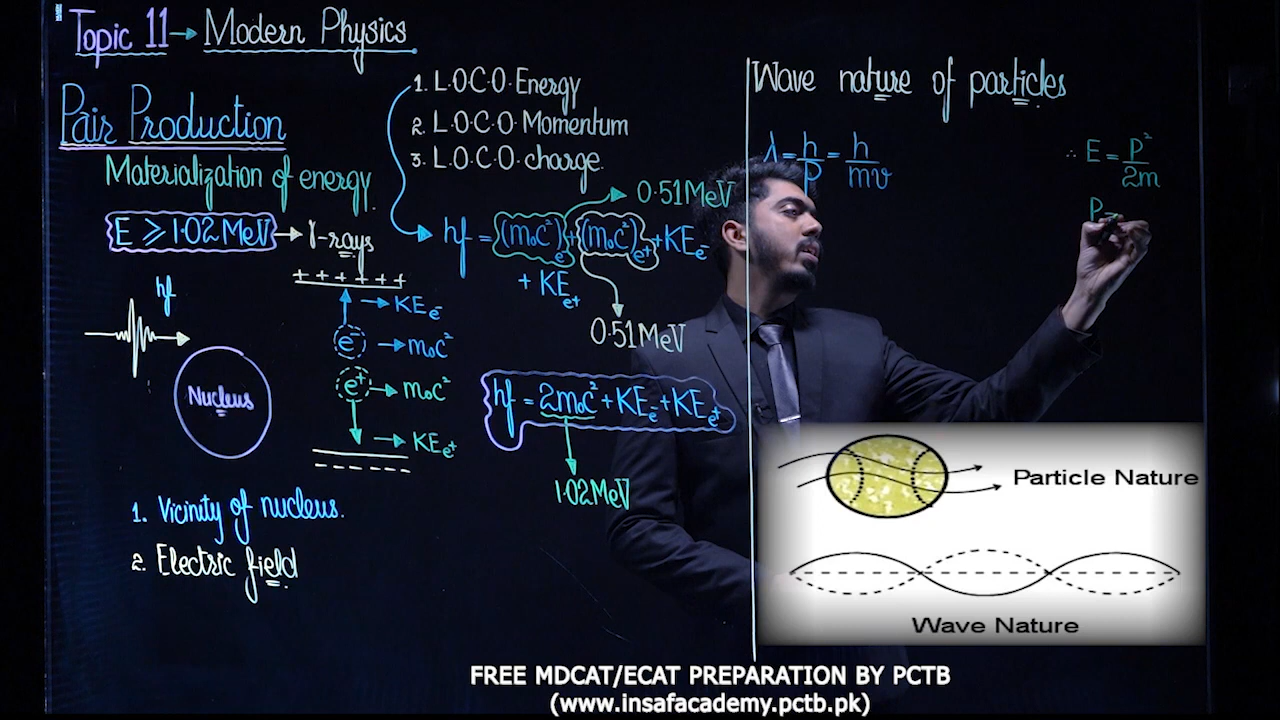 Topic 11 → Modern Physics
Pair Production
Materialization of energy
E ⩾ 1.02 MeV → γ-rays
hf
Nucleus
+ + + + + +
→ KEe⁻
e⁻ → m₀c²
e⁺ → m₀c²
→ KEe⁺
- - - - - - -
1. Vicinity of nucleus.
2. Electric field
1. L.O.C.O. Energy
2. L.O.C.O. Momentum
3. L.O.C.O. charge.
0.51 MeV
hf = (m₀c²)e⁻ + (m₀c²)e⁺ + KEe⁻
+ KEe⁺
0.51 MeV
hf = 2m₀c² + KEe⁻ + KEe⁺
1.02 MeV
Wave nature of particles
λ = h/P = h/mv
∴ E = P²/2m
P =
Particle Nature
Wave Nature
FREE MDCAT/ECAT PREPARATION BY PCTB
(www.insafacademy.pctb.pk)